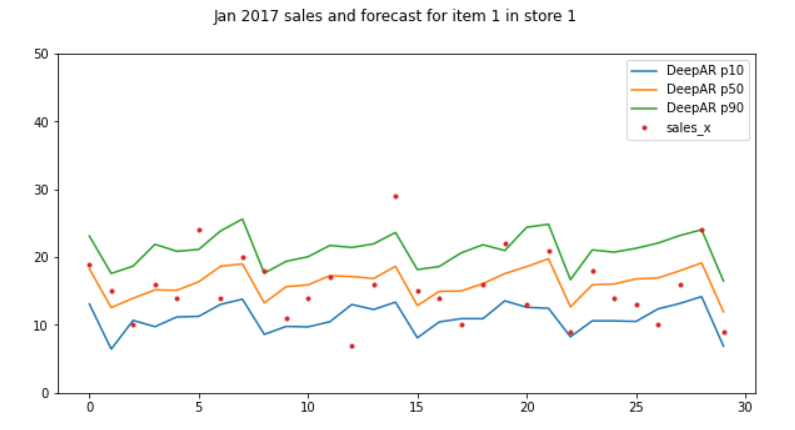 Jan 2017 sales and forecast for item 1 in store 1
50
40
30
20
10
0
DeepAR p10
DeepAR p50
DeepAR p90
sales_x
0 5 10 15 20 25 30